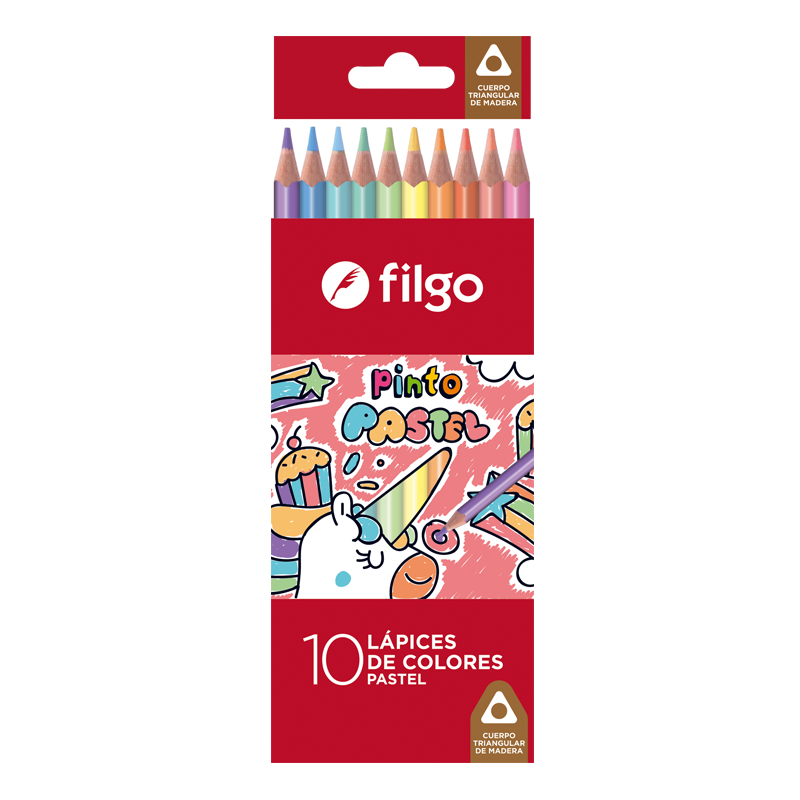 CUERPO
TRIANGULAR
DE MADERA
filgo
pinto
PASTEL
10 LÁPICES
DE COLORES
PASTEL
CUERPO
TRIANGULAR
DE MADERA